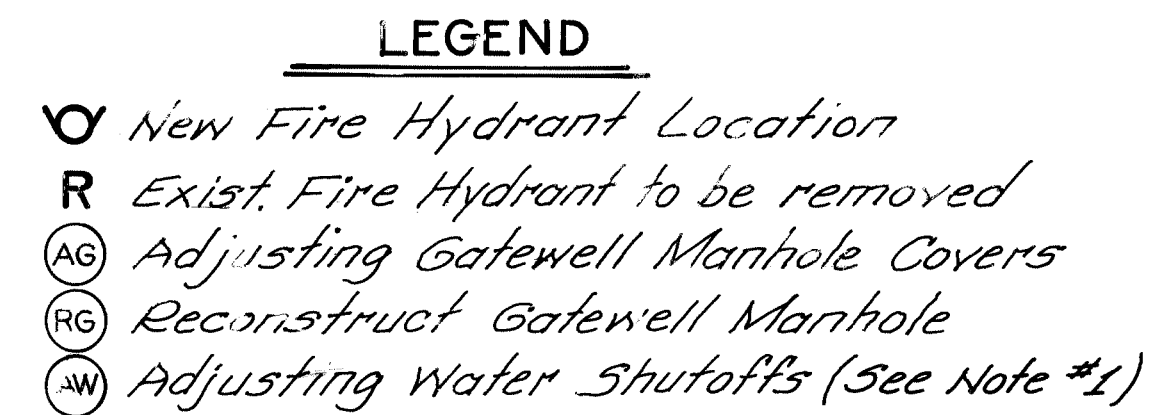 LEGEND
New Fire Hydrant Location
R Exist. Fire Hydrant to be removed
AG Adjusting Gatewell Manhole Covers
RG Reconstruct Gatewell Manhole
AW Adjusting Water Shutoffs (See Note #1)